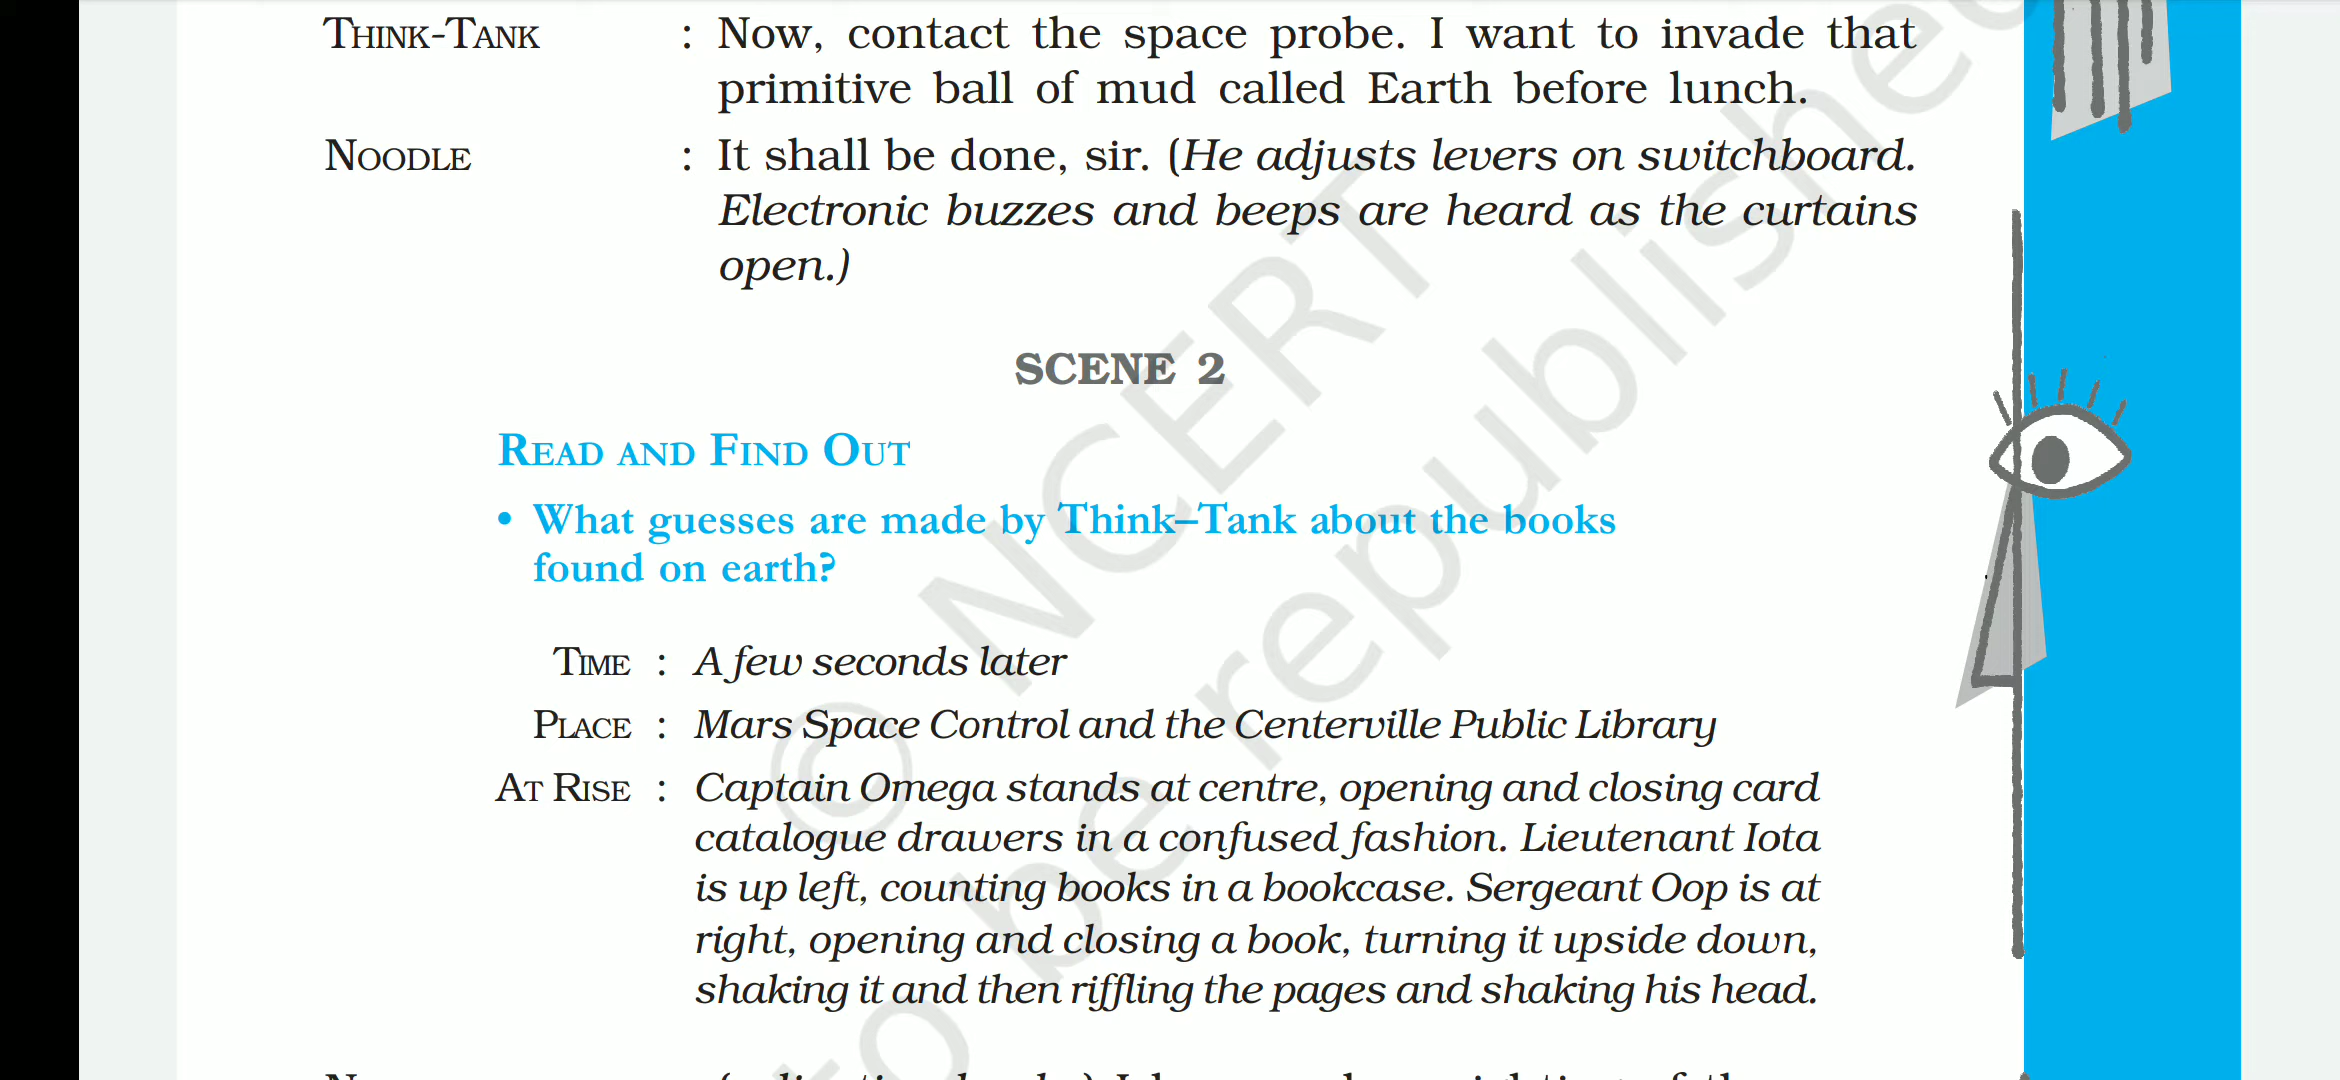 THINK-TANK : Now, contact the space probe. I want to invade that
primitive ball of mud called Earth before lunch.
NOODLE : It shall be done, sir. (He adjusts levers on switchboard.
Electronic buzzes and beeps are heard as the curtains
open.)
SCENE 2
READ AND FIND OUT
• What guesses are made by Think–Tank about the books
found on earth?
TIME : A few seconds later
PLACE : Mars Space Control and the Centerville Public Library
AT RISE : Captain Omega stands at centre, opening and closing card
catalogue drawers in a confused fashion. Lieutenant Iota
is up left, counting books in a bookcase. Sergeant Oop is at
right, opening and closing a book, turning it upside down,
shaking it and then riffling the pages and shaking his head.
© NCERT
to be republished